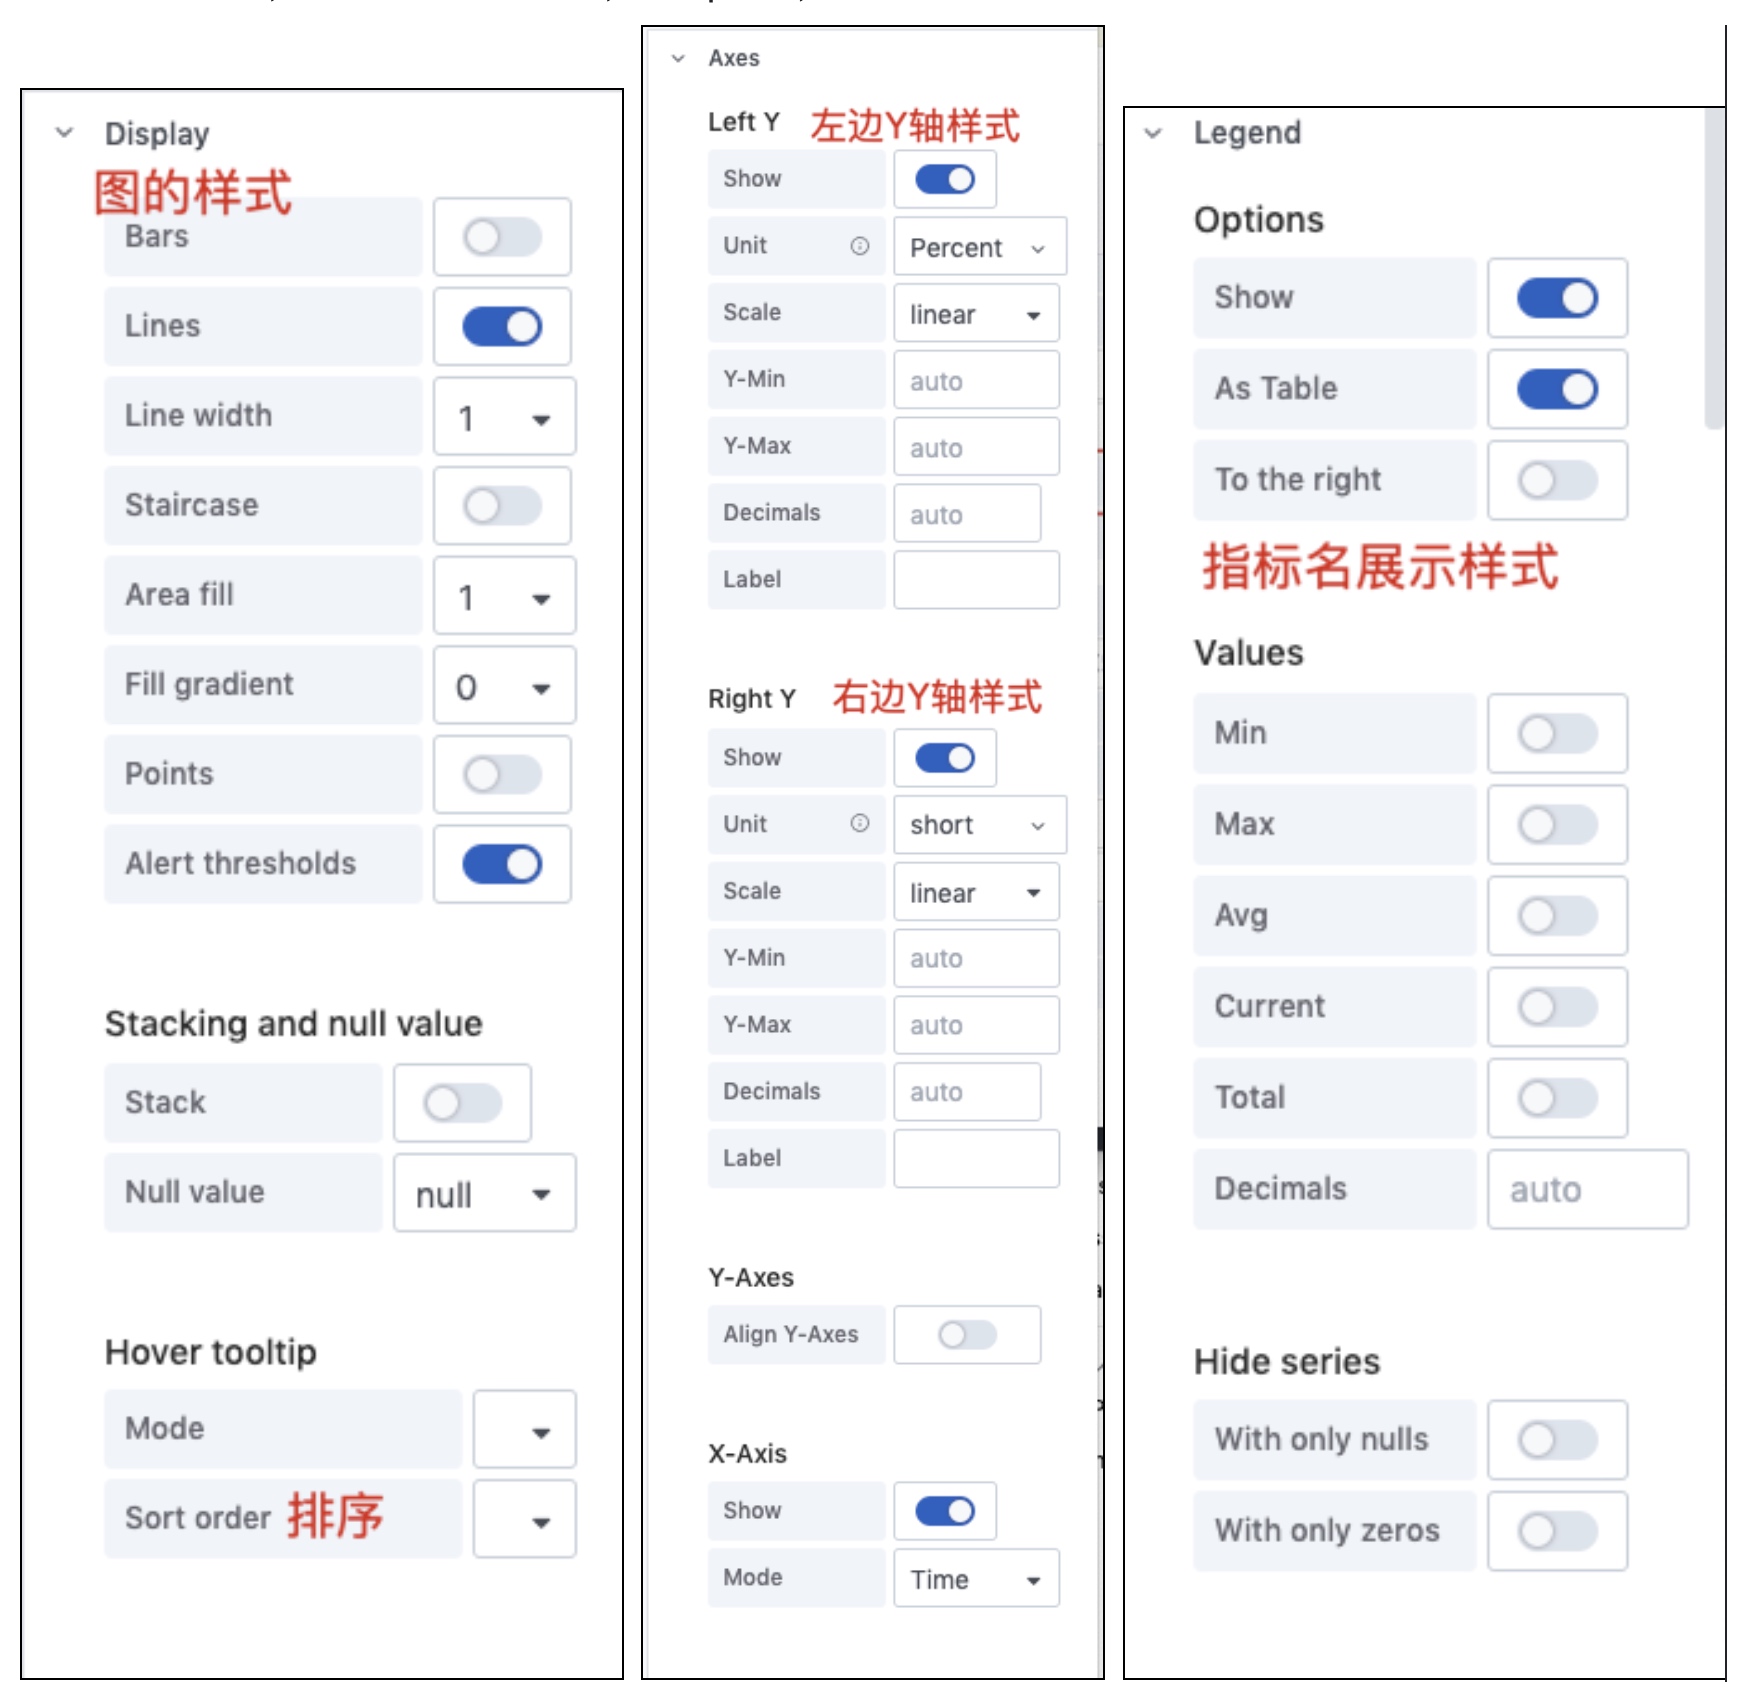 Display
图的样式
Bars
Lines
Line width 1
Staircase
Area fill 1
Fill gradient 0
Points
Alert thresholds
Stacking and null value
Stack
Null value null
Hover tooltip
Mode
Sort order 排序
Axes
Left Y 左边Y轴样式
Show
Unit Percent
Scale linear
Y-Min auto
Y-Max auto
Decimals auto
Label
Right Y 右边Y轴样式
Show
Unit short
Scale linear
Y-Min auto
Y-Max auto
Decimals auto
Label
Y-Axes
Align Y-Axes
X-Axis
Show
Mode Time
Legend
Options
Show
As Table
To the right
指标名展示样式
Values
Min
Max
Avg
Current
Total
Decimals auto
Hide series
With only nulls
With only zeros